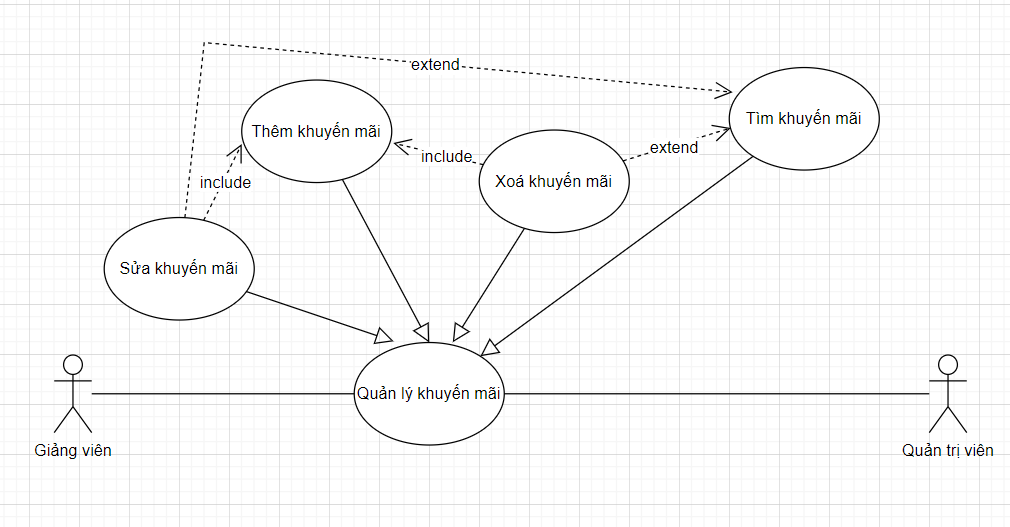 extend
Thêm khuyến mãi
Tìm khuyến mãi
include
extend
include
Xoá khuyến mãi
Sửa khuyến mãi
Quản lý khuyến mãi
Giảng viên
Quản trị viên